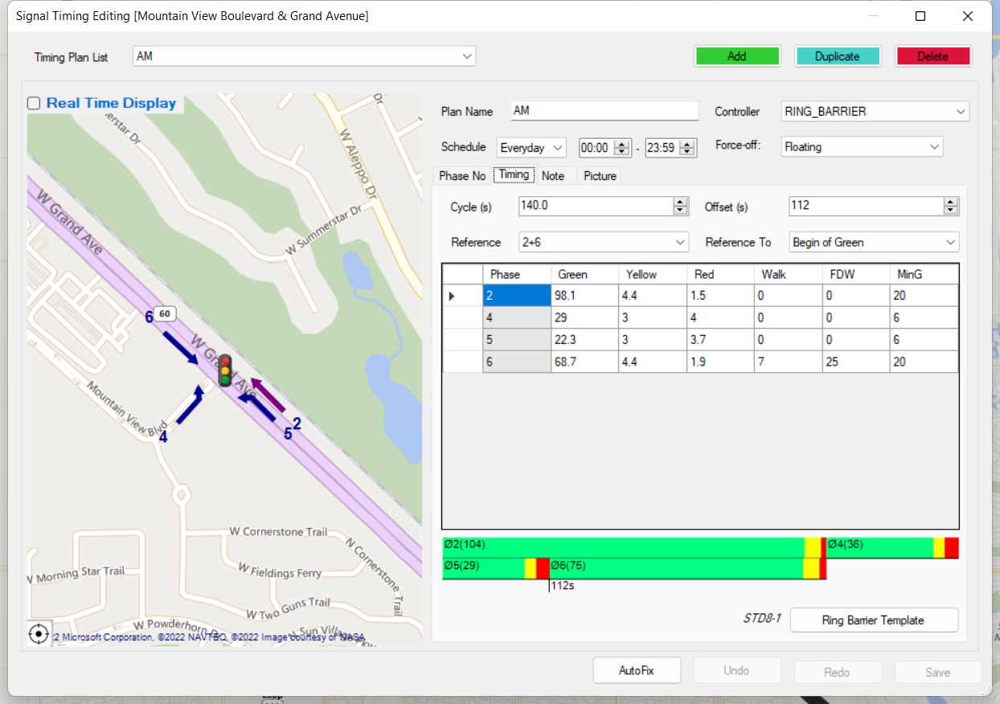 Signal Timing Editing [Mountain View Boulevard & Grand Avenue]
Timing Plan List
AM
Add
Duplicate
Delete
Real Time Display
Plan Name
AM
Controller
RING_BARRIER
Schedule
Everyday
00:00
-
23:59
Force-off:
Floating
Phase No
Timing
Note
Picture
Cycle (s)
140.0
Offset (s)
112
Reference
2+6
Reference To
Begin of Green
Phase Green Yellow Red Walk FDW MinG
2 98.1 4.4 1.5 0 0 20
4 29 3 4 0 0 6
5 22.3 3 3.7 0 0 6
6 68.7 4.4 1.9 7 25 20
Ø2(104)
Ø4(36)
Ø5(29)
Ø6(75)
112s
STD8-1
Ring Barrier Template
Dr
W Aleppo Dr
W Summerstar Dr
W Grand Ave
60
6
W Grand Ave
2
5
4
Mountain View Blvd
W Cornerstone Trail
N Cornerstone Trail
W Fieldings Ferry
W Morning Star Trail
W Two Guns Trail
W Powderhorn Dr
2 Microsoft Corporation, ©2022 NAVTEQ, ©2022 Image courtesy of NASA
AutoFix
Undo
Redo
Save